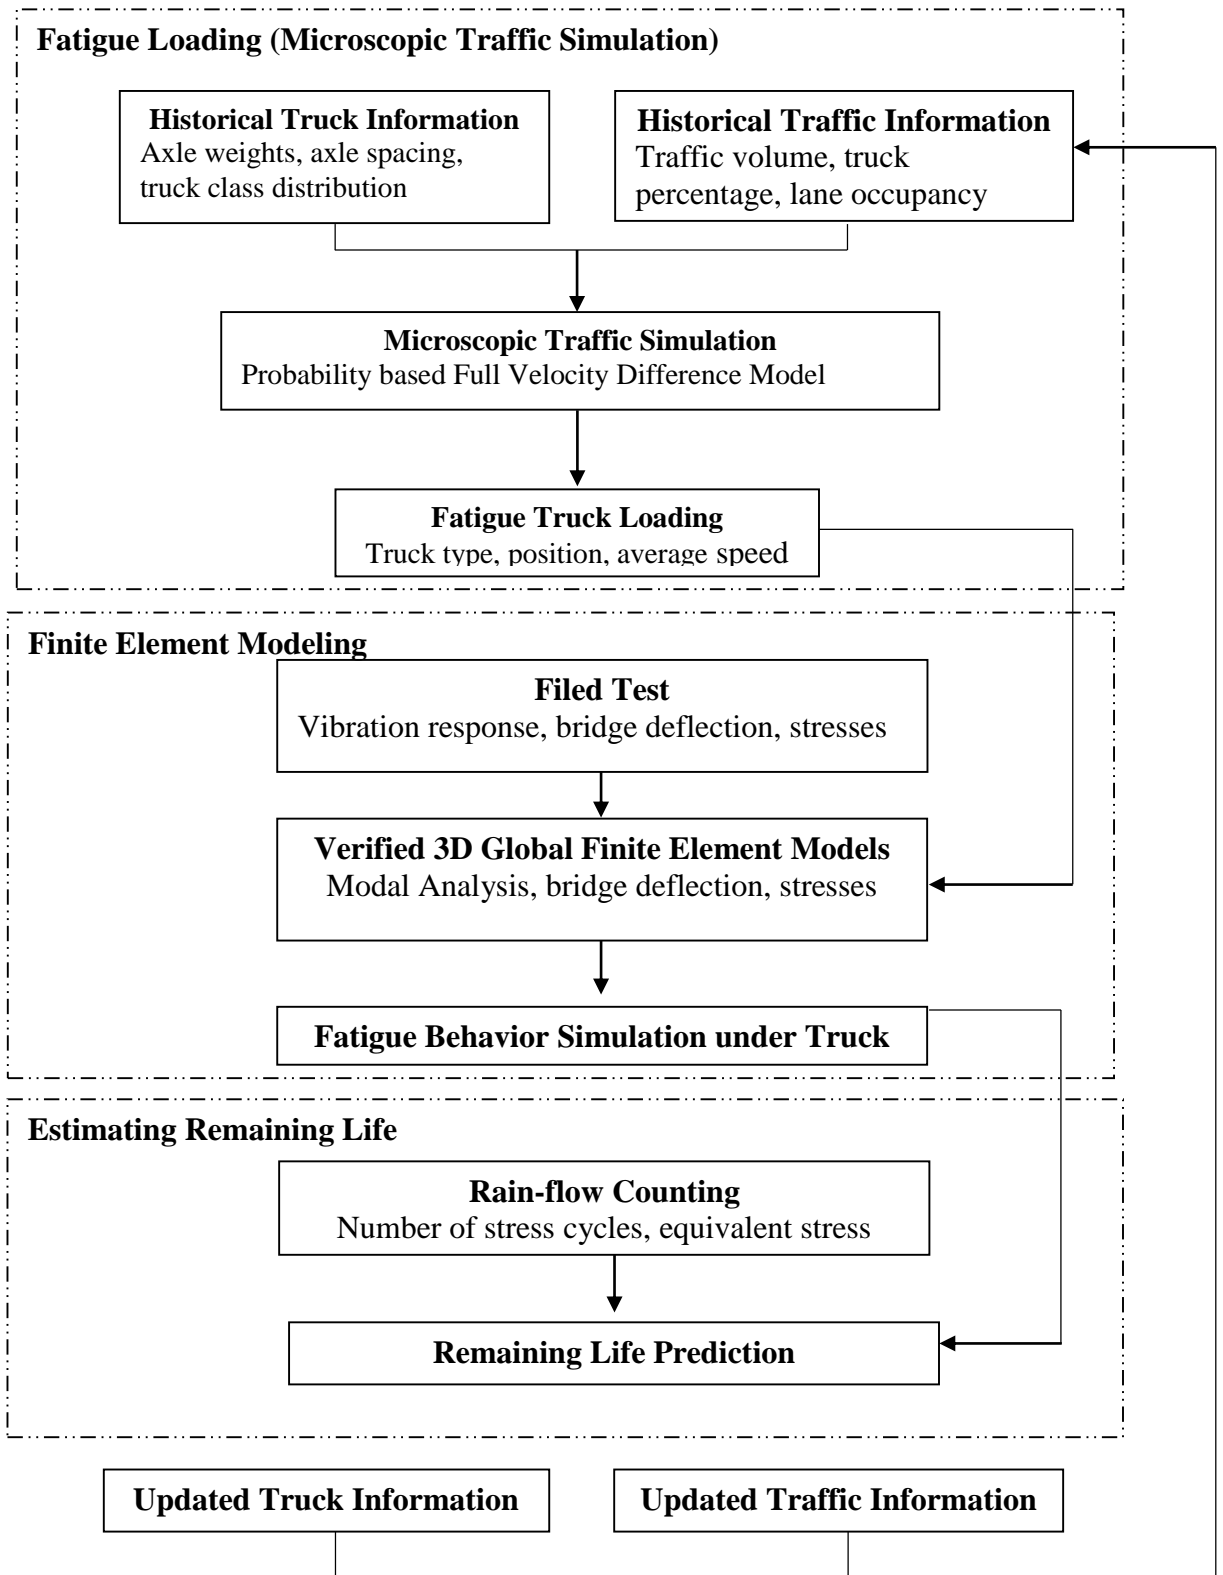 Fatigue Loading (Microscopic Traffic Simulation)
Historical Truck Information
Axle weights, axle spacing,
truck class distribution
Historical Traffic Information
Traffic volume, truck
percentage, lane occupancy
Microscopic Traffic Simulation
Probability based Full Velocity Difference Model
Fatigue Truck Loading
Truck type, position, average speed
Finite Element Modeling
Filed Test
Vibration response, bridge deflection, stresses
Verified 3D Global Finite Element Models
Modal Analysis, bridge deflection, stresses
Fatigue Behavior Simulation under Truck
Estimating Remaining Life
Rain-flow Counting
Number of stress cycles, equivalent stress
Remaining Life Prediction
Updated Truck Information
Updated Traffic Information